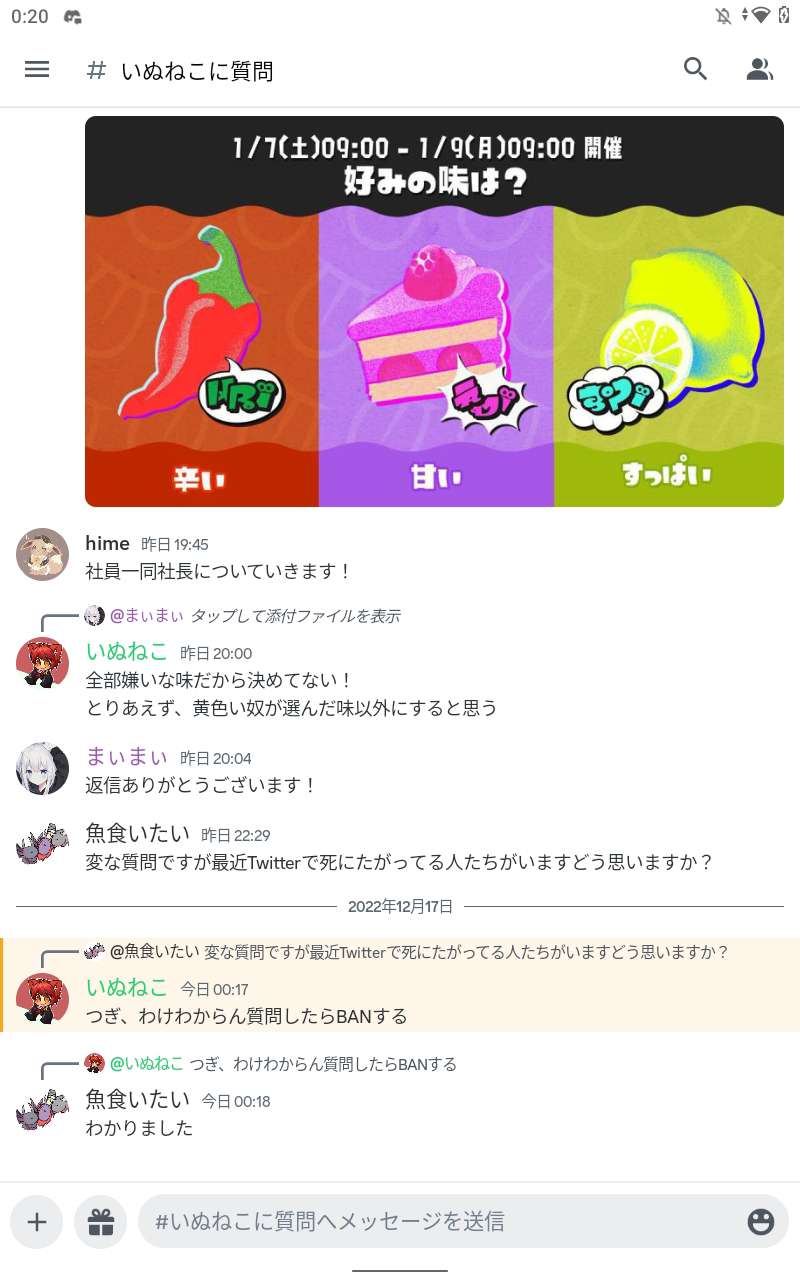 0:20
# いぬねこに質問
1/7(土)09:00 - 1/9(月)09:00 開催
好みの味は？
辛い
甘い
すっぱい
hime 昨日 19:45
社員一同社長についていきます！
@まぃまぃ タップして添付ファイルを表示
いぬねこ 昨日 20:00
全部嫌いな味だから決めてない！
とりあえず、黄色い奴が選んだ味以外にすると思う
まぃまぃ 昨日 20:04
返信ありがとうございます！
魚食いたい 昨日 22:29
変な質問ですが最近Twitterで死にたがってる人たちがいますどう思いますか？
2022年12月17日
@魚食いたい 変な質問ですが最近Twitterで死にたがってる人たちがいますどう思いますか？
いぬねこ 今日 00:17
つぎ、わけわからん質問したらBANする
@いぬねこ つぎ、わけわからん質問したらBANする
魚食いたい 今日 00:18
わかりました
#いぬねこに質問へメッセージを送信